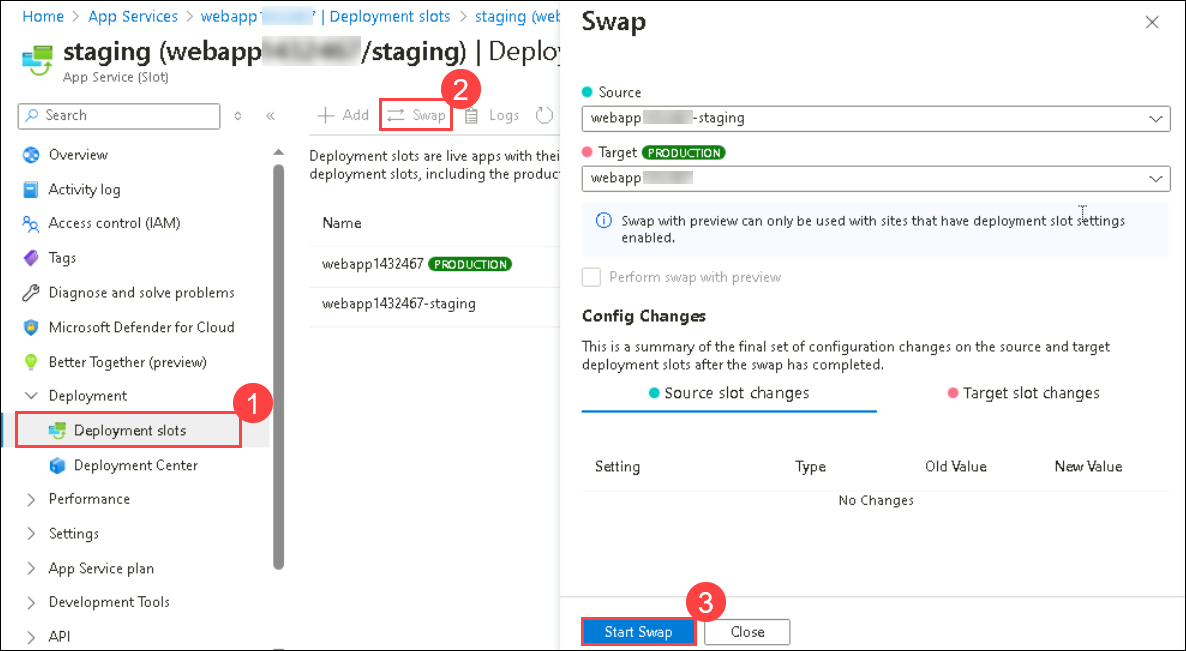 Home > App Services > webapp | Deployment slots > staging (web
staging (webapp /staging) | Deploy
App Service (Slot)
Search
Overview
Activity log
Access control (IAM)
Tags
Diagnose and solve problems
Microsoft Defender for Cloud
Better Together (preview)
Deployment
1
Deployment slots
Deployment Center
Performance
Settings
App Service plan
Development Tools
API
2
Add Swap Logs
Deployment slots are live apps with thei
deployment slots, including the produc
Name
webapp1432467 PRODUCTION
webapp1432467-staging
Swap
Source
webapp -staging
Target PRODUCTION
webapp
Swap with preview can only be used with sites that have deployment slot settings
enabled.
Perform swap with preview
Config Changes
This is a summary of the final set of configuration changes on the source and target
deployment slots after the swap has completed.
Source slot changes Target slot changes
Setting Type Old Value New Value
No Changes
3
Start Swap Close